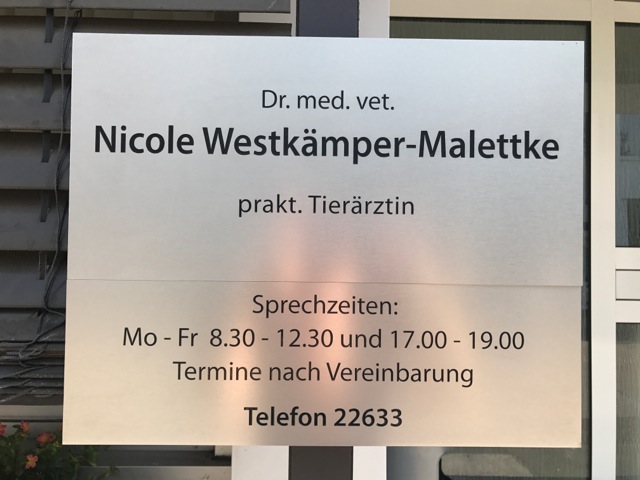 Dr. med. vet.
Nicole Westkämper-Malettke
prakt. Tierärztin
Sprechzeiten:
Mo - Fr 8.30 - 12.30 und 17.00 - 19.00
Termine nach Vereinbarung
Telefon 22633